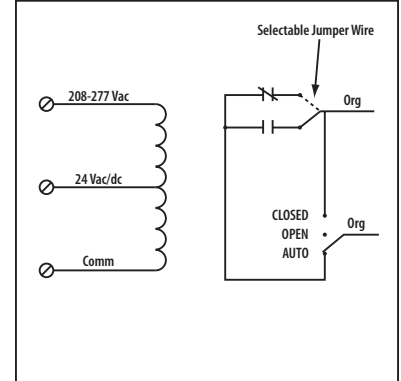 Selectable Jumper Wire
208-277 Vac
Org
24 Vac/dc
CLOSED
OPEN
Org
AUTO
Comm